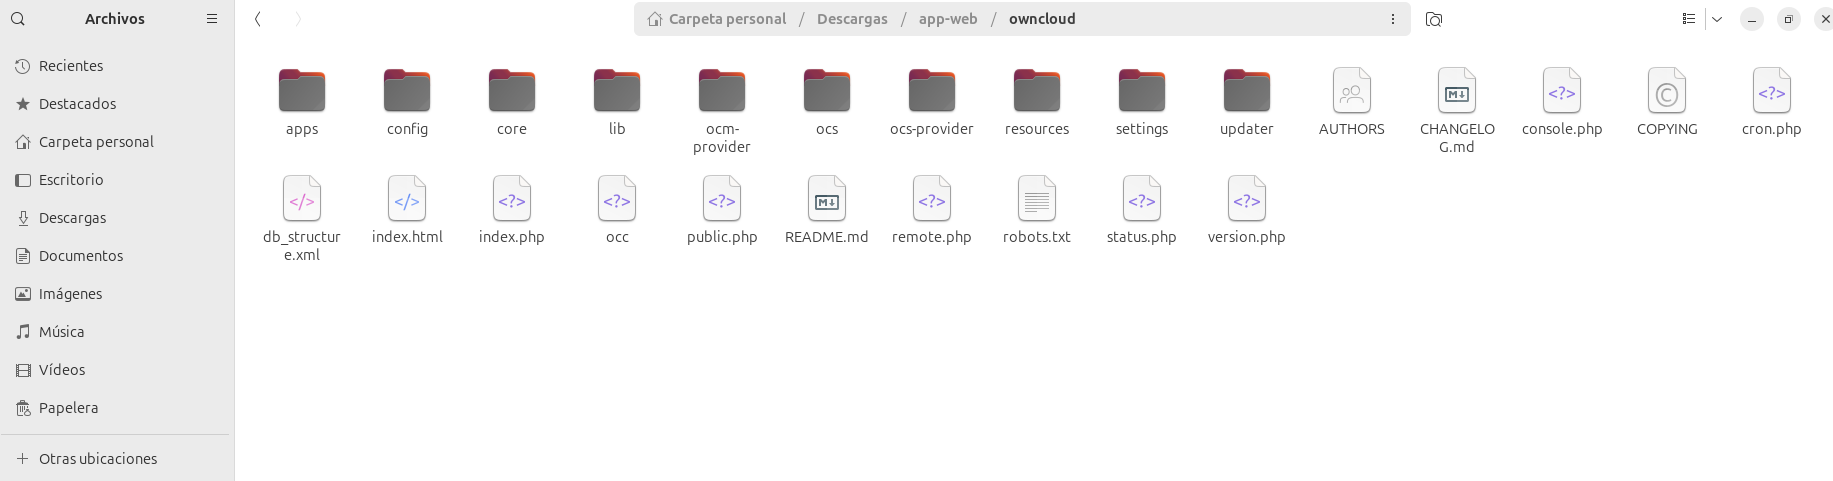 Archivos
Carpeta personal / Descargas / app-web / owncloud
Recientes
Destacados
Carpeta personal
Escritorio
Descargas
Documentos
Imágenes
Música
Vídeos
Papelera
Otras ubicaciones
apps
config
core
lib
ocm-
provider
ocs
ocs-provider
resources
settings
updater
AUTHORS
CHANGELO
G.md
console.php
COPYING
cron.php
db_structur
e.xml
index.html
index.php
occ
public.php
README.md
remote.php
robots.txt
status.php
version.php